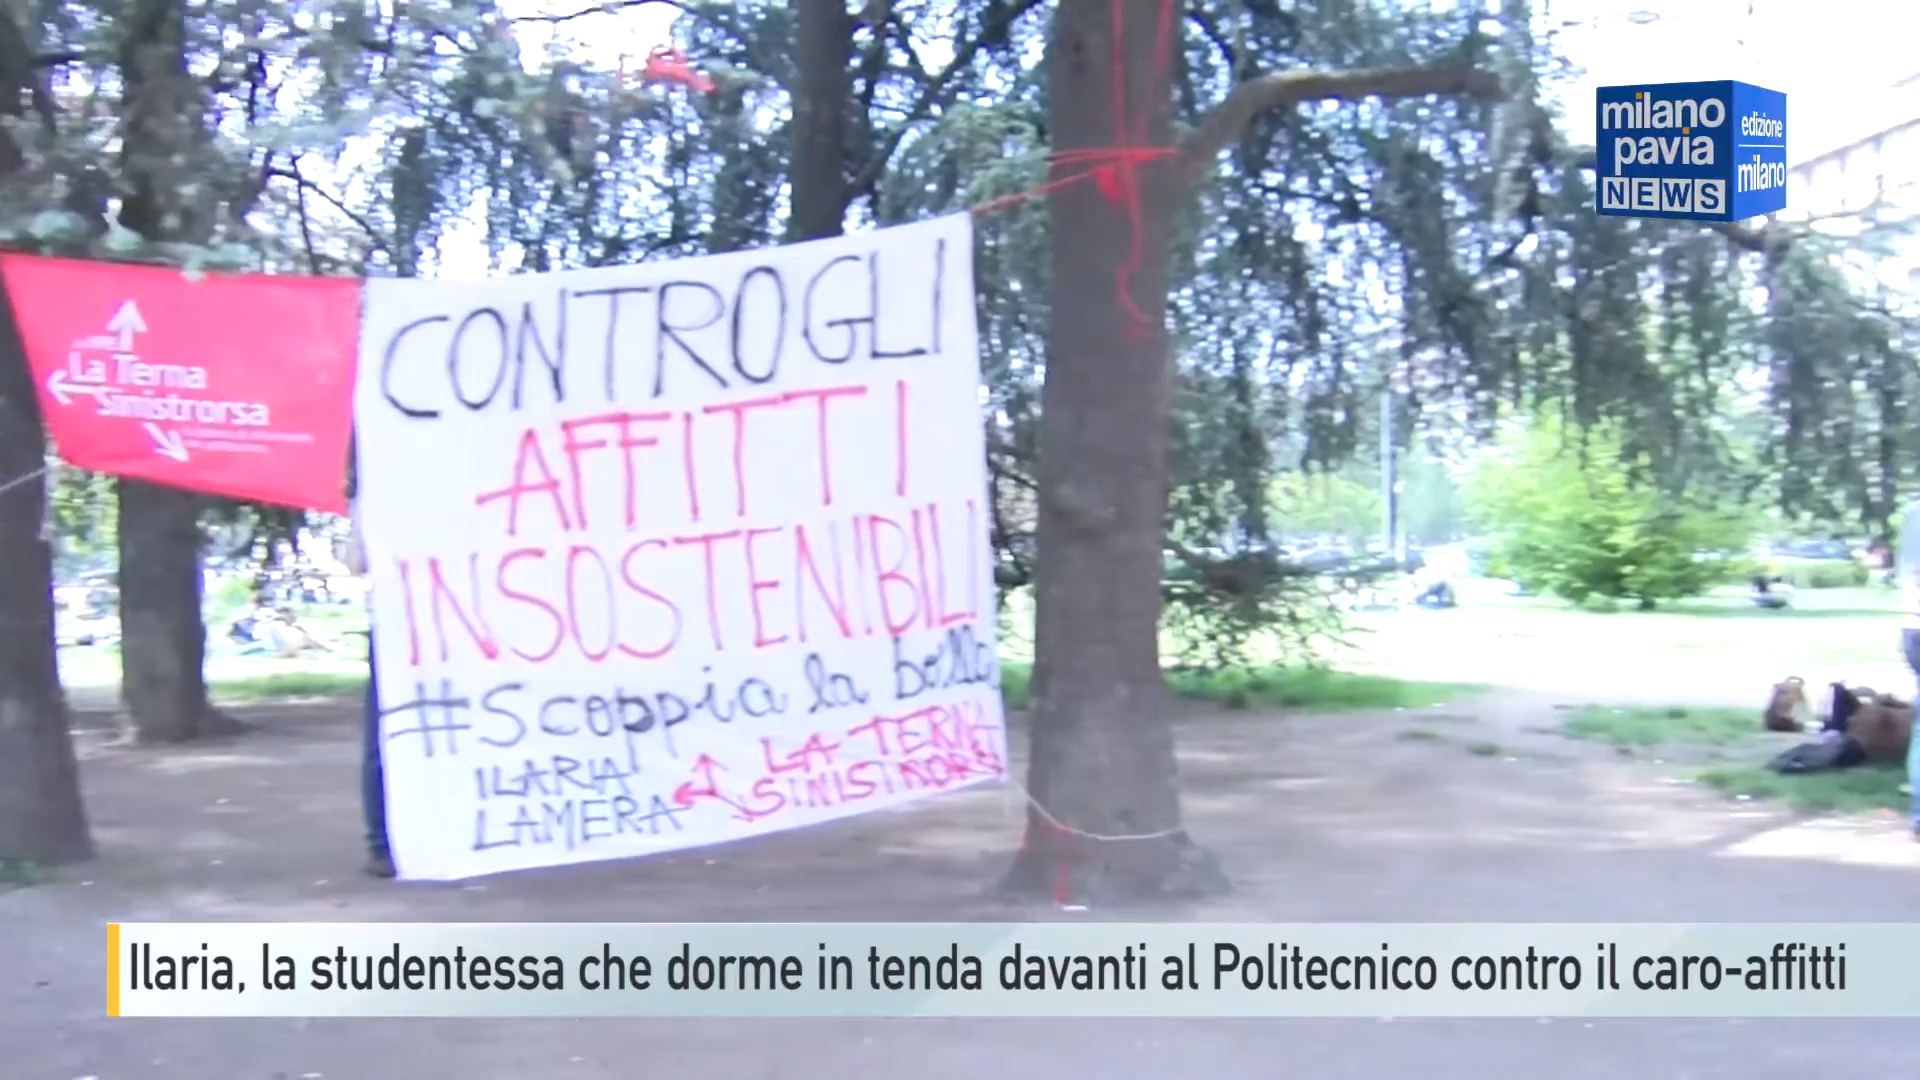 milano
pavia
NEWS
edizione
milano
La Terna
Sinistrorsa
CONTRO GLI
AFFITTI
INSOSTENIBILI
#Scoppia la bolla
ILARIA
LAMERA
LA TERNA
SINISTRORSA
Ilaria, la studentessa che dorme in tenda davanti al Politecnico contro il caro-affitti